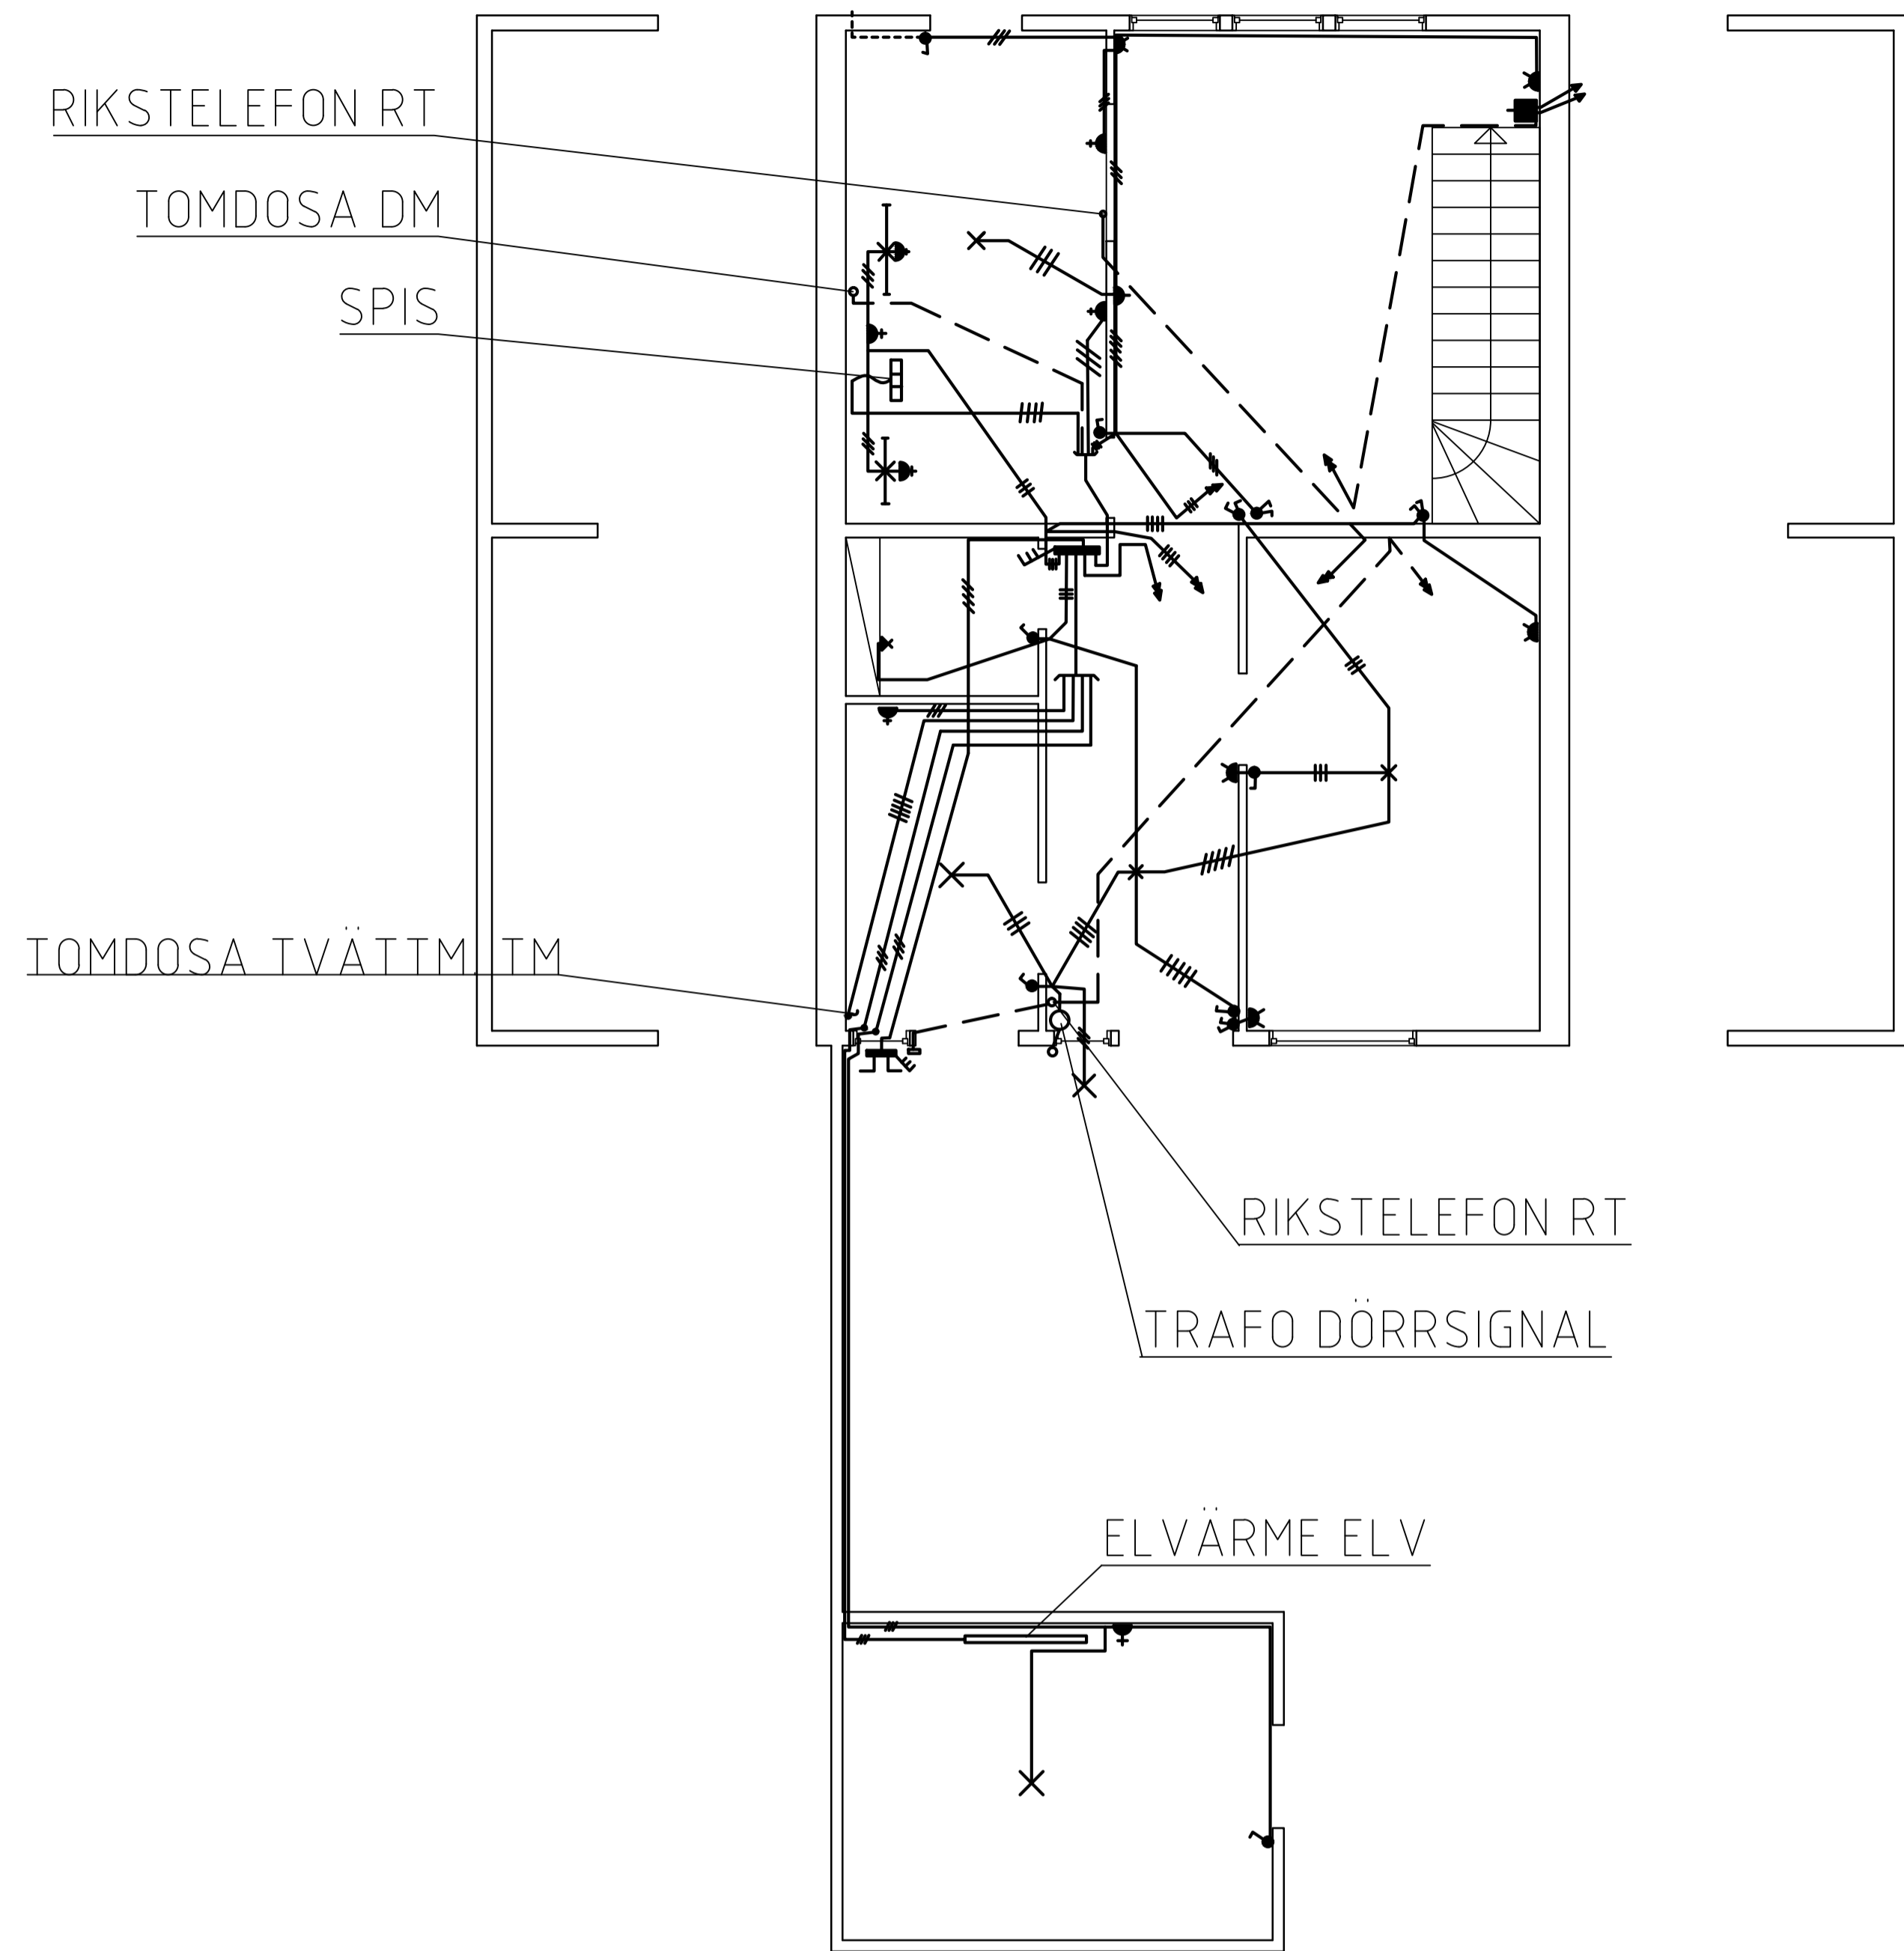 RIKSTELEFON RT
TOMDOSA DM
SPIS
TOMDOSA TVÄTTM. TM
RIKSTELEFON RT
TRAFO DÖRRSIGNAL
ELVÄRME ELV